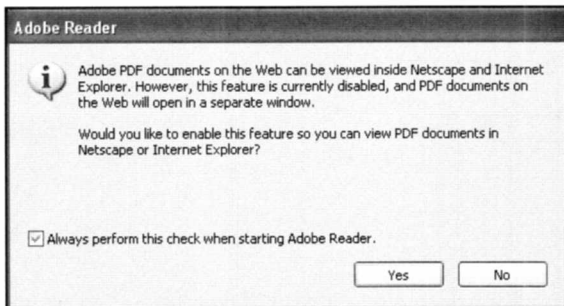 Adobe Reader
Adobe PDF documents on the Web can be viewed inside Netscape and Internet
Explorer. However, this feature is currently disabled, and PDF documents on
the Web will open in a separate window.
Would you like to enable this feature so you can view PDF documents in
Netscape or Internet Explorer?
Always perform this check when starting Adobe Reader.
Yes
No